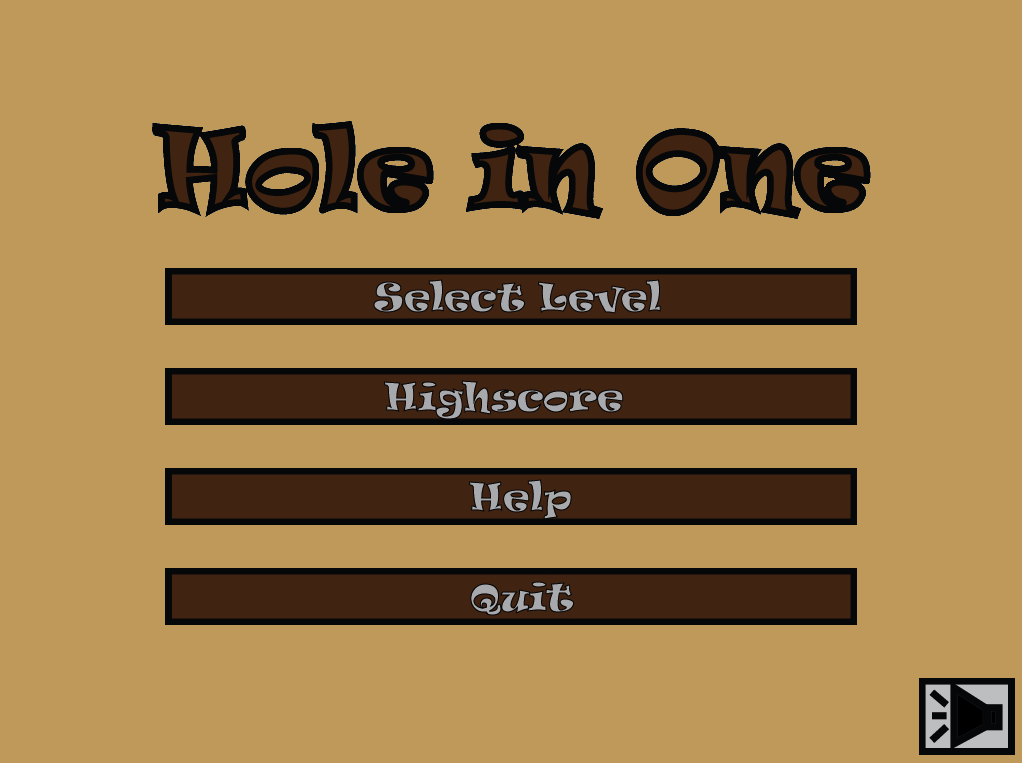 Hole in One
Select Level
Highscore
Help
Quit